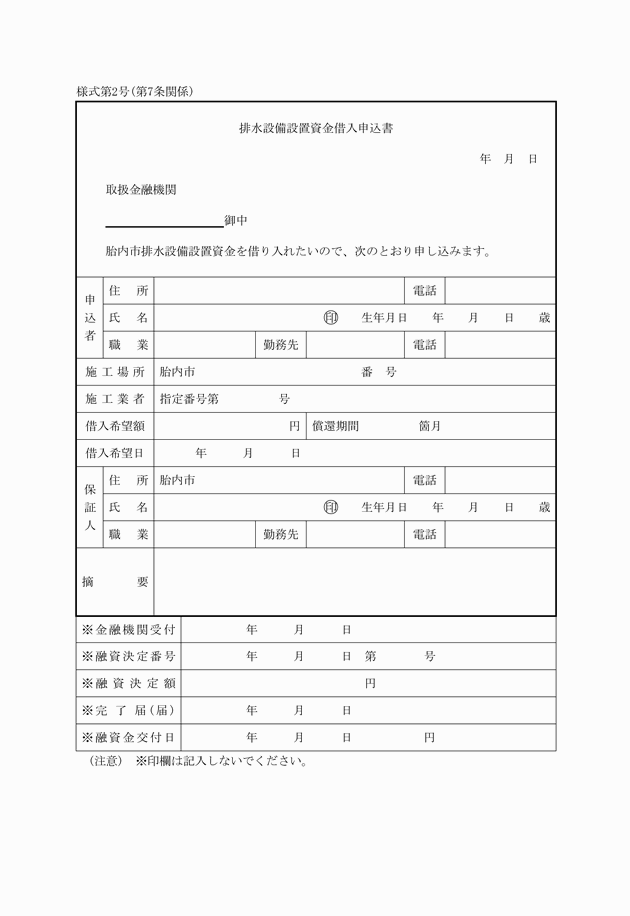 様式第2号(第7条関係)
排水設備設置資金借入申込書
年 月 日
取扱金融機関
御中
胎内市排水設備設置資金を借り入れたいので、次のとおり申し込みます。
申込者
住 所 電話
氏 名 ㊞ 生年月日 年 月 日 歳
職 業 勤務先 電話
施工場所 胎内市 番 号
施工業者 指定番号第 号
借入希望額 円 償還期間 箇月
借入希望日 年 月 日
保証人
住 所 胎内市 電話
氏 名 ㊞ 生年月日 年 月 日 歳
職 業 勤務先 電話
摘 要
※金融機関受付 年 月 日
※融資決定番号 年 月 日 第 号
※融資決定額 円
※完了届(届) 年 月 日
※融資金交付日 年 月 日 円
(注意) ※印欄は記入しないでください。